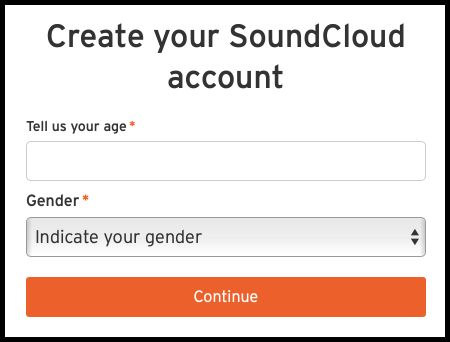 Create your SoundCloud
account
Tell us your age *
Gender *
Indicate your gender
Continue